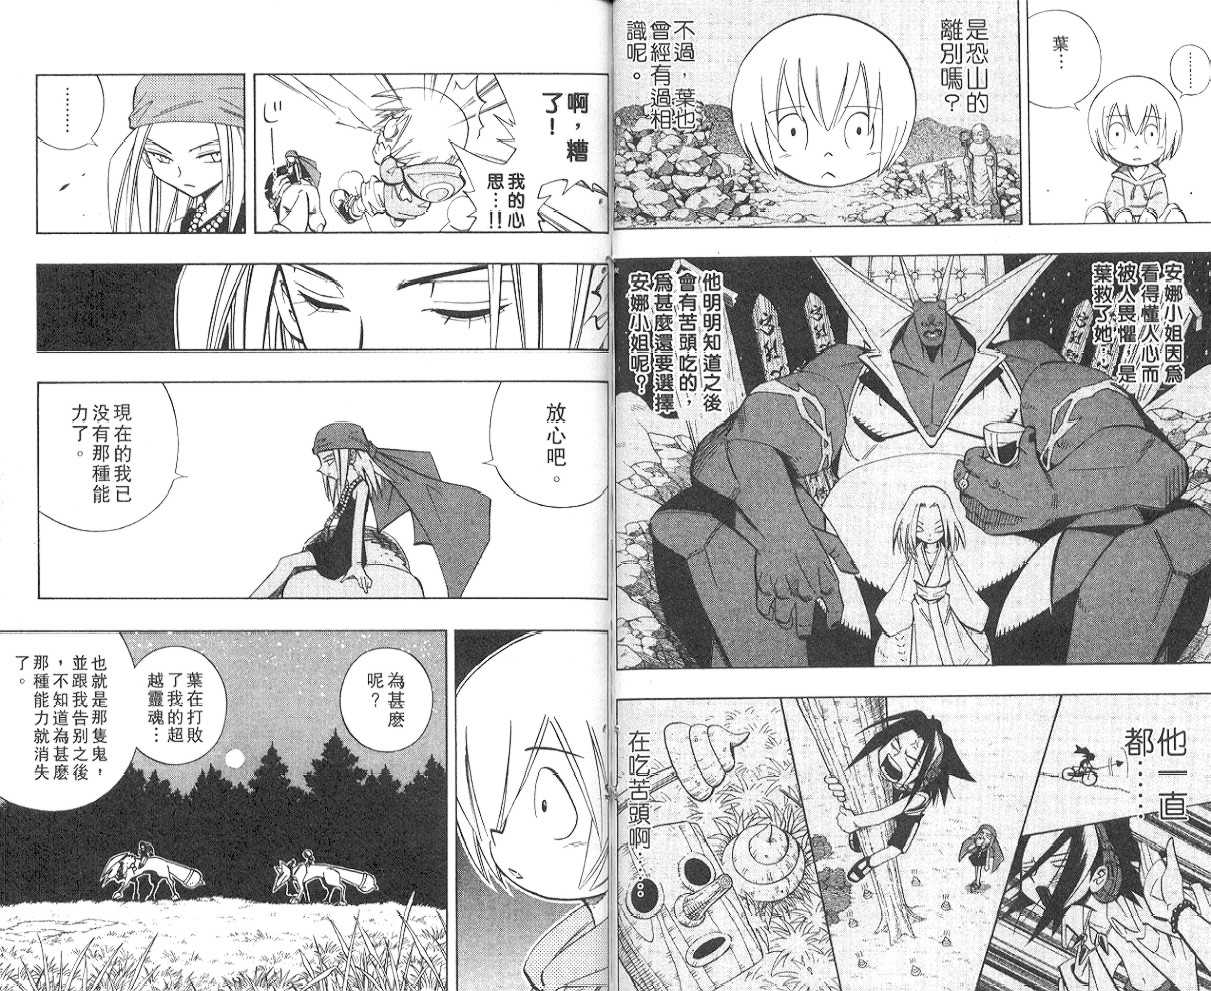 ……
葉…
是恐山的
離別嗎？
不過，葉也
曾經有過相
識呢。
安娜小姐因為
看得懂人心而
被人畏懼，是
葉救了她…
他明明知道之後
會有苦頭吃的，
為甚麼還要選擇
安娜小姐呢？
他一直
都……
在吃苦頭啊……
啊，糟
了！
我的心
思…!!
……
放心吧。
現在的我已
没有那種能
力了。
為甚麽
呢？
葉在打敗
了我的超
越靈魂…
也就是那隻鬼，
並跟我告別之後
，不知道為甚麼
那種能力就消失
了。